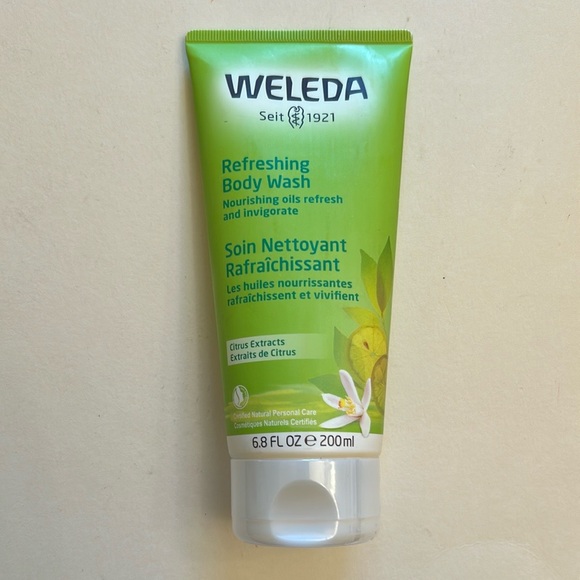 WELEDA
Seit 1921
Refreshing
Body Wash
Nourishing oils refresh
and invigorate
Soin Nettoyant
Rafraîchissant
Les huiles nourrissantes
rafraîchissent et vivifient
Citrus Extracts
Extraits de Citrus
Certified Natural Personal Care
Cosmétiques Naturels Certifiés
6.8 FL OZ ℮ 200ml